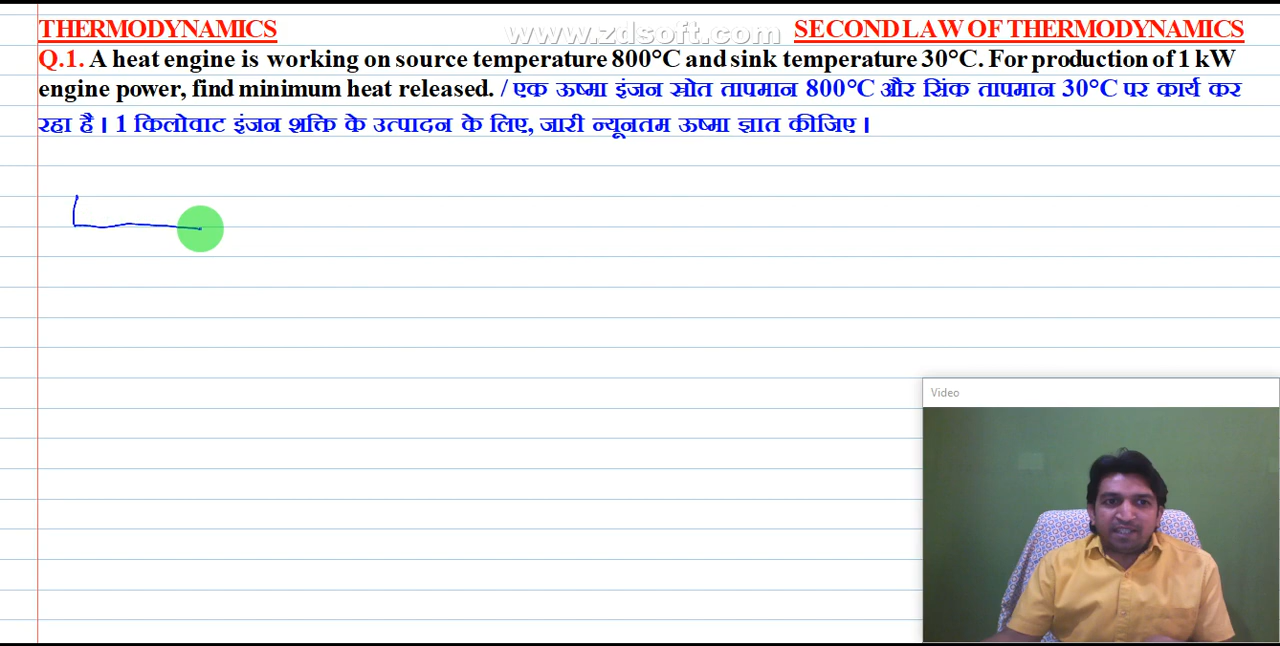 THERMODYNAMICS www.zdsoft.com SECOND LAW OF THERMODYNAMICS
Q.1. A heat engine is working on source temperature 800°C and sink temperature 30°C. For production of 1 kW
engine power, find minimum heat released. / एक ऊष्मा इंजन स्रोत तापमान 800°C और सिंक तापमान 30°C पर कार्य कर
रहा है। 1 किलोवाट इंजन शक्ति के उत्पादन के लिए, जारी न्यूनतम ऊष्मा ज्ञात कीजिए।
Video